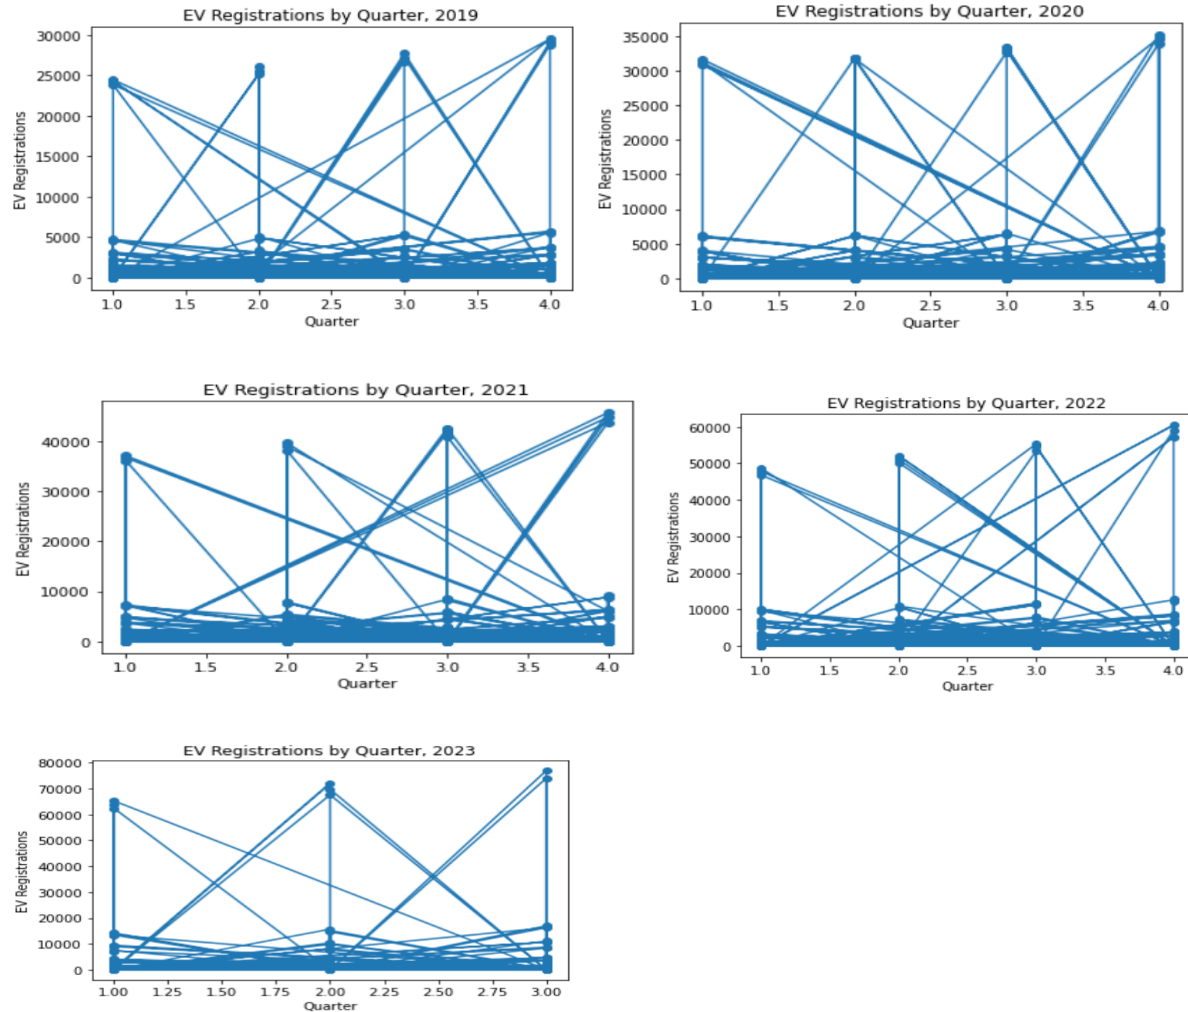 EV Registrations by Quarter, 2019
30000
25000
20000
15000
10000
5000
0
EV Registrations
1.0 1.5 2.0 2.5 3.0 3.5 4.0
Quarter
EV Registrations by Quarter, 2020
35000
30000
25000
20000
15000
10000
5000
0
EV Registrations
1.0 1.5 2.0 2.5 3.0 3.5 4.0
Quarter
EV Registrations by Quarter, 2021
40000
30000
20000
10000
0
EV Registrations
1.0 1.5 2.0 2.5 3.0 3.5 4.0
Quarter
EV Registrations by Quarter, 2022
60000
50000
40000
30000
20000
10000
0
EV Registrations
1.0 1.5 2.0 2.5 3.0 3.5 4.0
Quarter
EV Registrations by Quarter, 2023
80000
70000
60000
50000
40000
30000
20000
10000
0
EV Registrations
1.00 1.25 1.50 1.75 2.00 2.25 2.50 2.75 3.00
Quarter